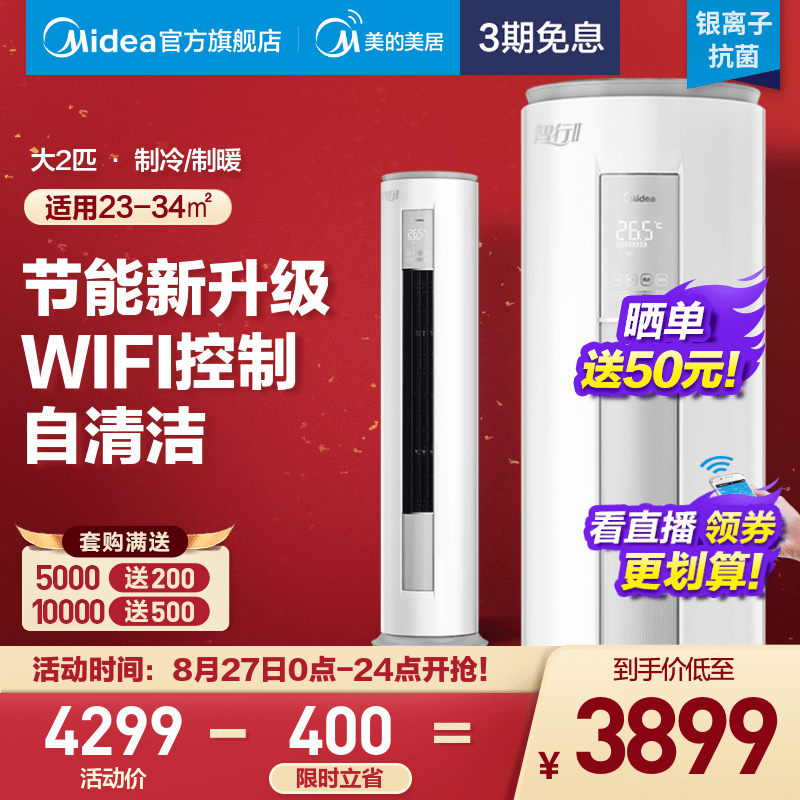 Midea官方旗舰店
美的美居
3期免息
银离子
抗菌
大2匹 · 制冷/制暖
适用23-34㎡
节能新升级
WIFI控制
自清洁
智行II
Midea
26.5℃
26.5°
晒单
送50元!
看直播 领券
更划算!
套购满送
5000 送200
10000 送500
活动时间：8月27日0点-24点开抢!
4299 - 400 =
活动价
限时立省
到手价低至
¥3899